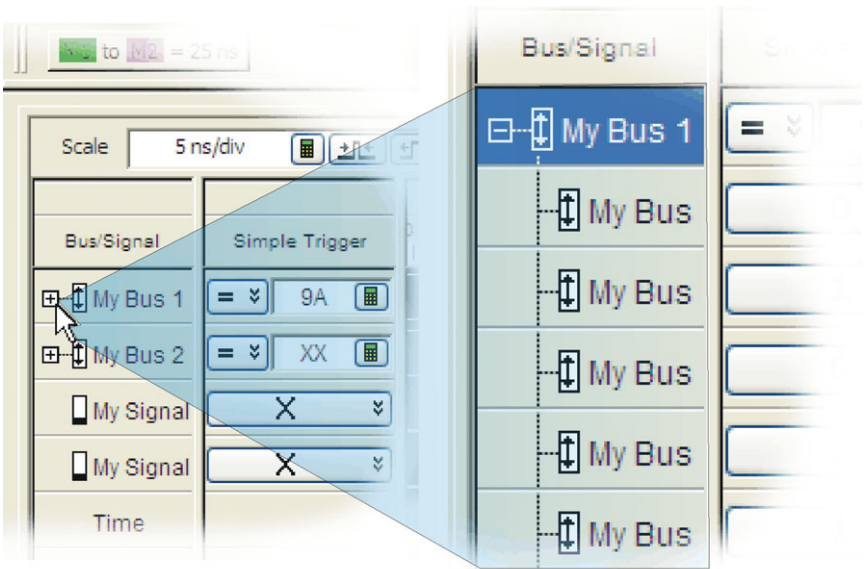 M1 to M2 = 25 ns
Scale 5 ns/div
Bus/Signal Simple Trigger
My Bus 1 = 9A
My Bus 2 = XX
My Signal X
My Signal X
Time
Bus/Signal
My Bus 1 =
My Bus
My Bus
My Bus
My Bus
My Bus